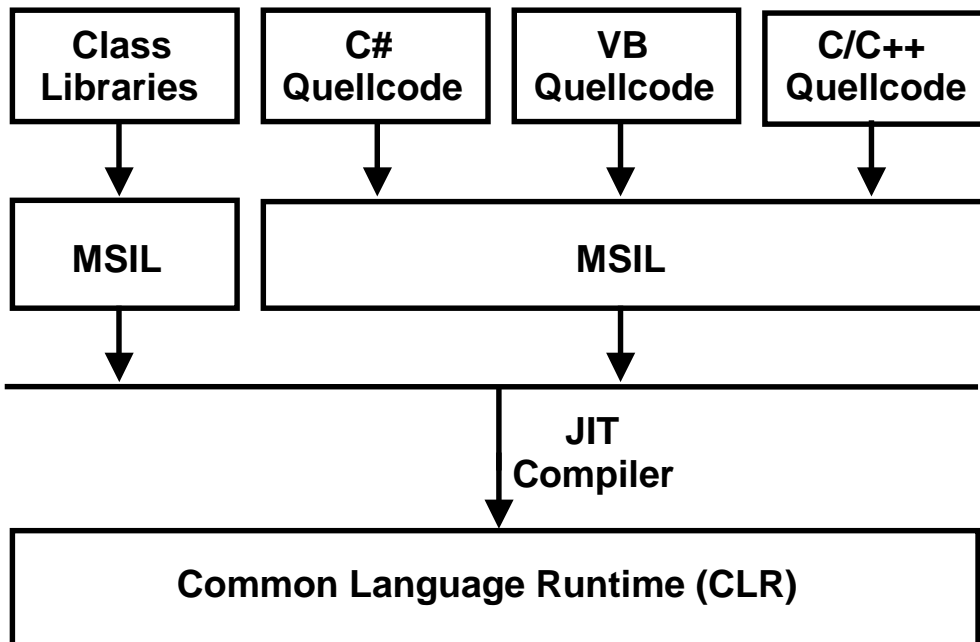 Class
Libraries
C#
Quellcode
VB
Quellcode
C/C++
Quellcode
MSIL
MSIL
JIT
Compiler
Common Language Runtime (CLR)